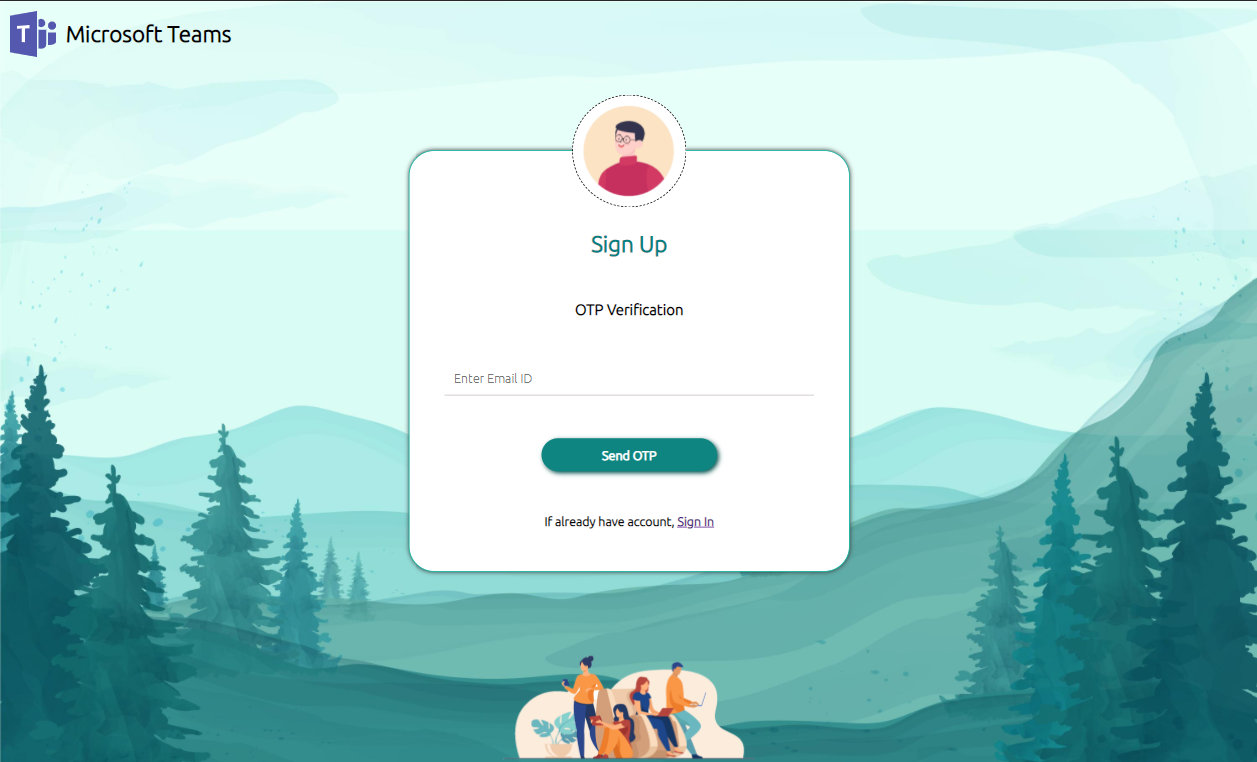 T Microsoft Teams
Sign Up
OTP Verification
Enter Email ID
Send OTP
If already have account, Sign In